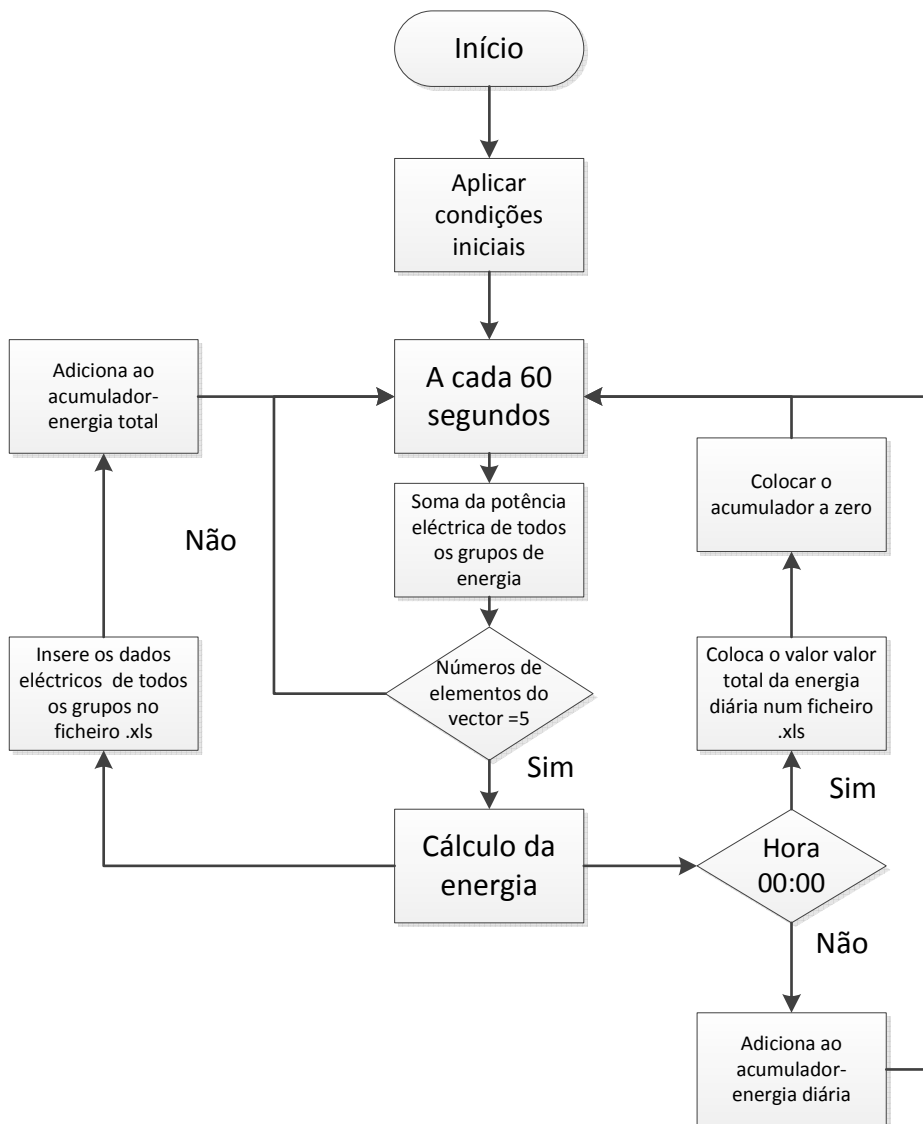 Início
Aplicar
condições
iniciais
Adiciona ao
acumulador-
energia total
A cada 60
segundos
Não
Soma da potência
eléctrica de todos
os grupos de
energia
Colocar o
acumulador a zero
Insere os dados
eléctricos de todos
os grupos no
ficheiro .xls
Números de
elementos do
vector =5
Coloca o valor valor
total da energia
diária num ficheiro
.xls
Sim
Sim
Cálculo da
energia
Hora
00:00
Não
Adiciona ao
acumulador-
energia diária